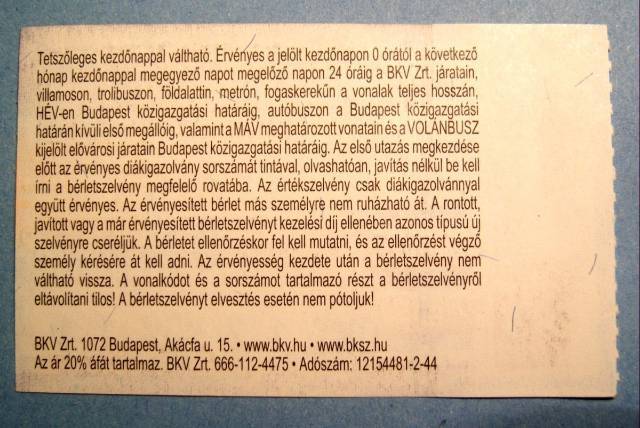 Tetszőleges kezdőnappal váltható. Érvényes a jelölt kezdőnapon 0 órától a következő
hónap kezdőnappal megegyező napot megelőző napon 24 óráig a BKV Zrt. járatain,
villamoson, trolibuszon, földalattin, metrón, fogaskerekűn a vonalak teljes hosszán,
HÉV-en Budapest közigazgatási határáig, autóbuszon a Budapest közigazgatási
határán kívüli első megállóig, valamint a MÁV meghatározott vonatain és a VOLÁNBUSZ
kijelölt elővárosi járatain Budapest közigazgatási határáig. Az első utazás megkezdése
előtt az érvényes diákigazolvány sorszámát tintával, olvashatóan, javítás nélkül be kell
írni a bérletszelvény megfelelő rovatába. Az értékszelvény csak diákigazolvánnyal
együtt érvényes. Az érvényesített bérlet más személyre nem ruházható át. A rontott,
javított vagy a már érvényesített bérletszelvényt kezelési díj ellenében azonos típusú új
szelvényre cseréljük. A bérletet ellenőrzéskor fel kell mutatni, és az ellenőrzést végző
személy kérésére át kell adni. Az érvényesség kezdete után a bérletszelvény nem
váltható vissza. A vonalkódot és a sorszámot tartalmazó részt a bérletszelvényről
eltávolítani tilos! A bérletszelvényt elvesztés esetén nem pótoljuk!
BKV Zrt. 1072 Budapest, Akácfa u. 15. • www.bkv.hu • www.bksz.hu
Az ár 20% áfát tartalmaz. BKV Zrt. 666-112-4475 • Adószám: 12154481-2-44